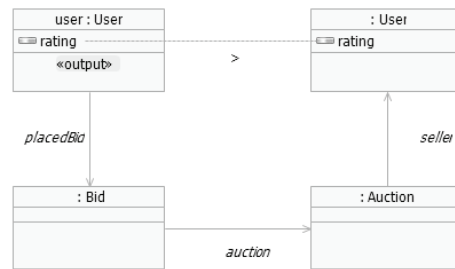 user : User
rating
«output»
>
: User
rating
placedBid
seller
: Bid
auction
: Auction